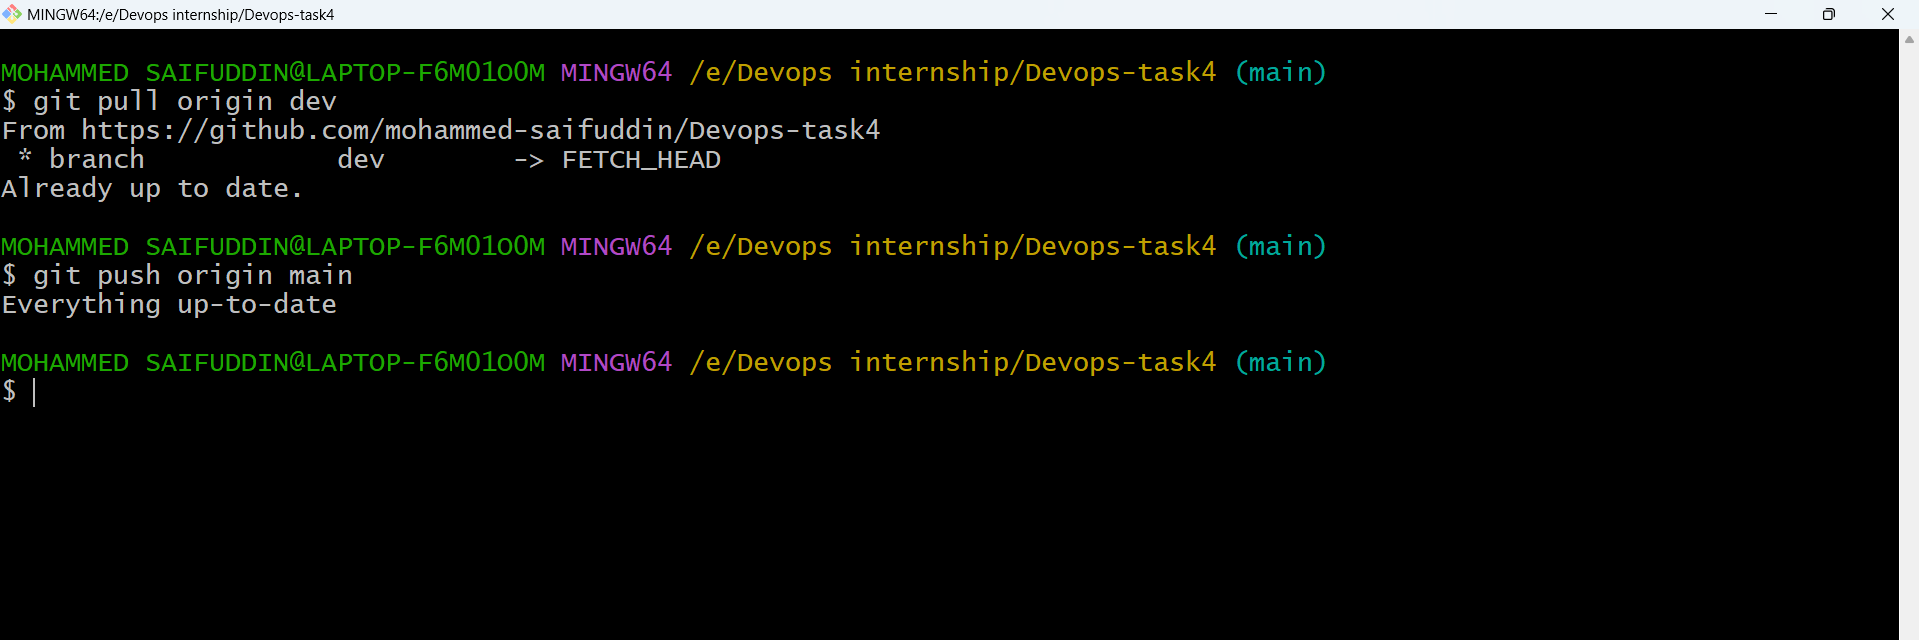 MINGW64:/e/Devops internship/Devops-task4
MOHAMMED SAIFUDDIN@LAPTOP-F6M01O0M MINGW64 /e/Devops internship/Devops-task4 (main)
$ git pull origin dev
From https://github.com/mohammed-saifuddin/Devops-task4
 * branch            dev        -> FETCH_HEAD
Already up to date.
MOHAMMED SAIFUDDIN@LAPTOP-F6M01O0M MINGW64 /e/Devops internship/Devops-task4 (main)
$ git push origin main
Everything up-to-date
MOHAMMED SAIFUDDIN@LAPTOP-F6M01O0M MINGW64 /e/Devops internship/Devops-task4 (main)
$